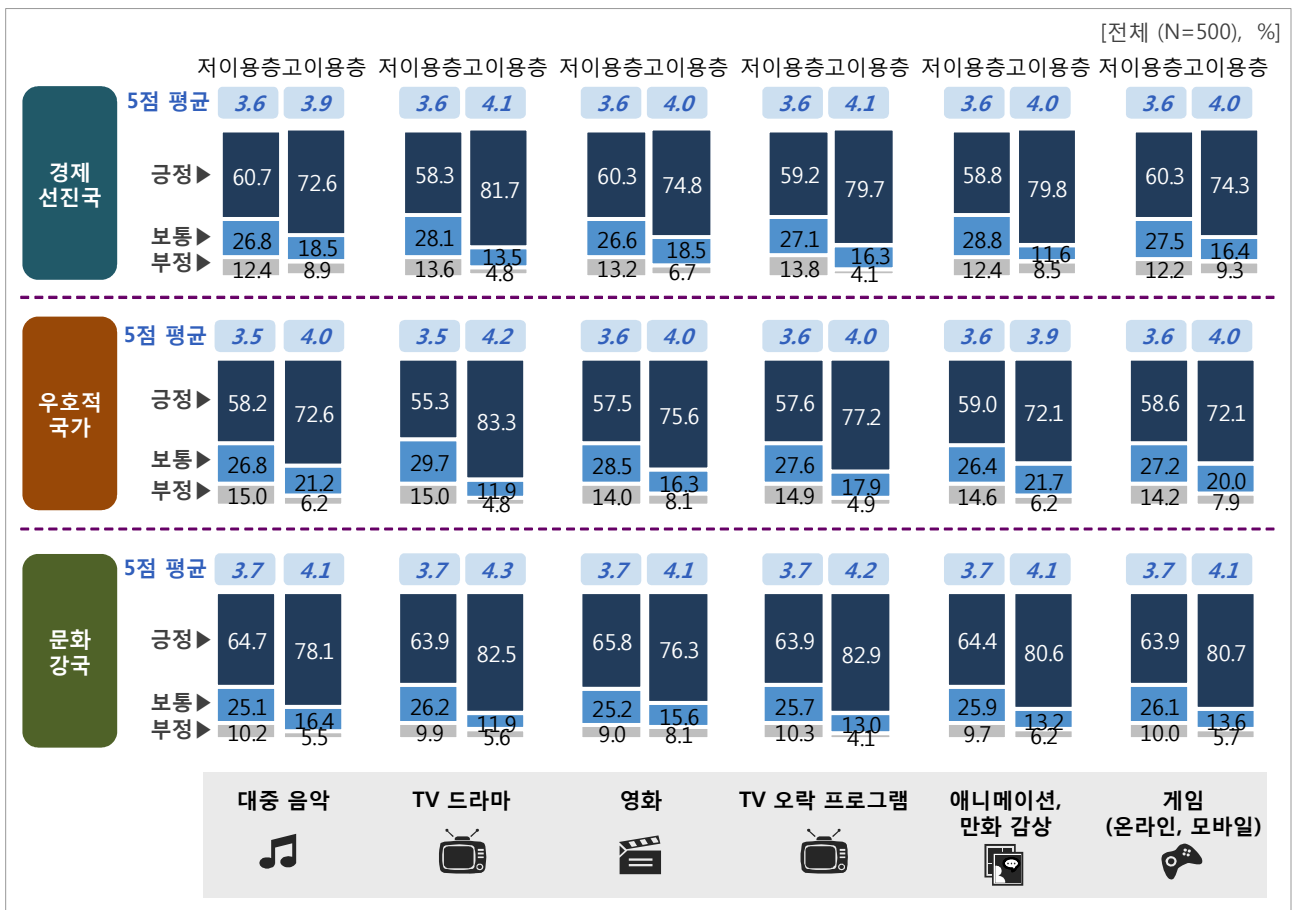 [전체 (N=500), %]
저이용층고이용층 저이용층고이용층 저이용층고이용층 저이용층고이용층 저이용층고이용층 저이용층고이용층
5점 평균 3.6 3.9 3.6 4.1 3.6 4.0 3.6 4.1 3.6 4.0 3.6 4.0
경제
선진국
긍정▶ 60.7 72.6 58.3 81.7 60.3 74.8 59.2 79.7 58.8 79.8 60.3 74.3
보통▶ 26.8 18.5 28.1 13.5 26.6 18.5 27.1 16.3 28.8 11.6 27.5 16.4
부정▶ 12.4 8.9 13.6 4.8 13.2 6.7 13.8 4.1 12.4 8.5 12.2 9.3
5점 평균 3.5 4.0 3.5 4.2 3.6 4.0 3.6 4.0 3.6 3.9 3.6 4.0
우호적
국가
긍정▶ 58.2 72.6 55.3 83.3 57.5 75.6 57.6 77.2 59.0 72.1 58.6 72.1
보통▶ 26.8 21.2 29.7 11.9 28.5 16.3 27.6 17.9 26.4 21.7 27.2 20.0
부정▶ 15.0 6.2 15.0 4.8 14.0 8.1 14.9 4.9 14.6 6.2 14.2 7.9
5점 평균 3.7 4.1 3.7 4.3 3.7 4.1 3.7 4.2 3.7 4.1 3.7 4.1
문화
강국
긍정▶ 64.7 78.1 63.9 82.5 65.8 76.3 63.9 82.9 64.4 80.6 63.9 80.7
보통▶ 25.1 16.4 26.2 11.9 25.2 15.6 25.7 13.0 25.9 13.2 26.1 13.6
부정▶ 10.2 5.5 9.9 5.6 9.0 8.1 10.3 4.1 9.7 6.2 10.0 5.7
대중 음악
TV 드라마
영화
TV 오락 프로그램
애니메이션,
만화 감상
게임
(온라인, 모바일)